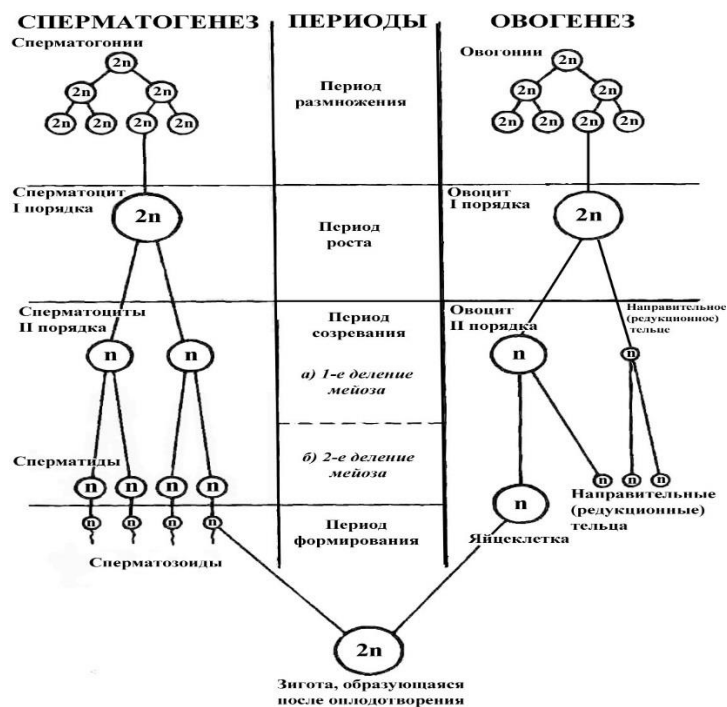 СПЕРМАТОГЕНЕЗ
ПЕРИОДЫ
ОВОГЕНЕЗ
Сперматогонии
2n
2n 2n
2n 2n 2n 2n
Период
размножения
Овогонии
2n
2n 2n
2n 2n 2n 2n
Сперматоцит
I порядка
2n
Период
роста
Овоцит
I порядка
2n
Сперматоциты
II порядка
n n
Период
созревания
а) 1-е деление
мейоза
Овоцит
II порядка
n
Направительное
(редукционное)
тельце
n
б) 2-е деление
мейоза
Сперматиды
n n n n
n n n
Направительные
(редукционные)
тельца
n n n n
Сперматозоиды
Период
формирования
n
Яйцеклетка
2n
Зигота, образующаяся
после оплодотворения